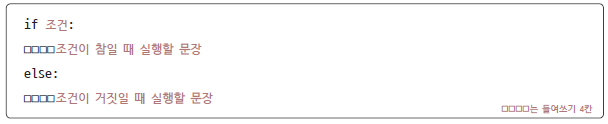 if 조건:
□□□□조건이 참일 때 실행할 문장
else:
□□□□조건이 거짓일 때 실행할 문장
□□□□는 들여쓰기 4칸